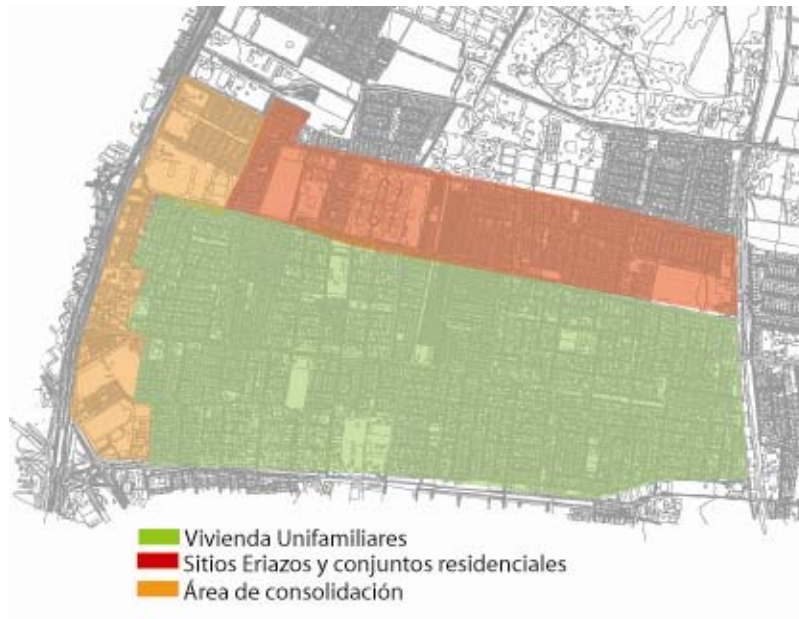 Vivienda Unifamiliares
Sitios Eriazos y conjuntos residenciales
Área de consolidación